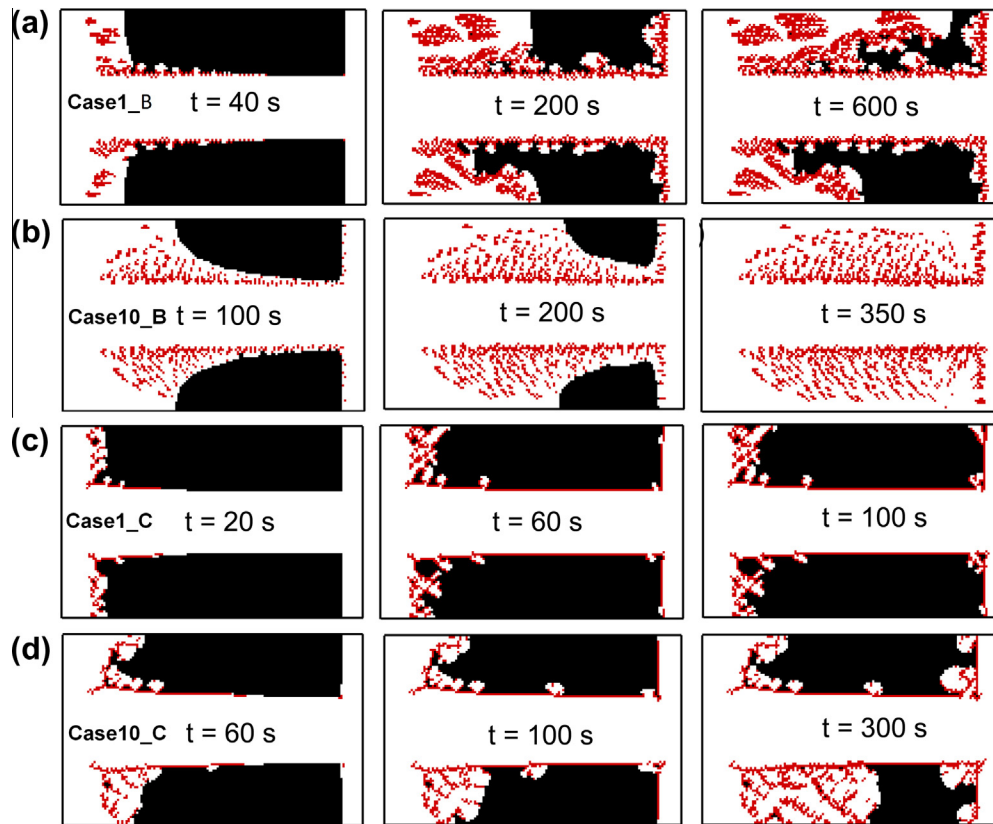 (a)
Case1_B t = 40 s t = 200 s t = 600 s
(b) )
Case10_B t = 100 s t = 200 s t = 350 s
(c)
Case1_C t = 20 s t = 60 s t = 100 s
(d)
Case10_C t = 60 s t = 100 s t = 300 s